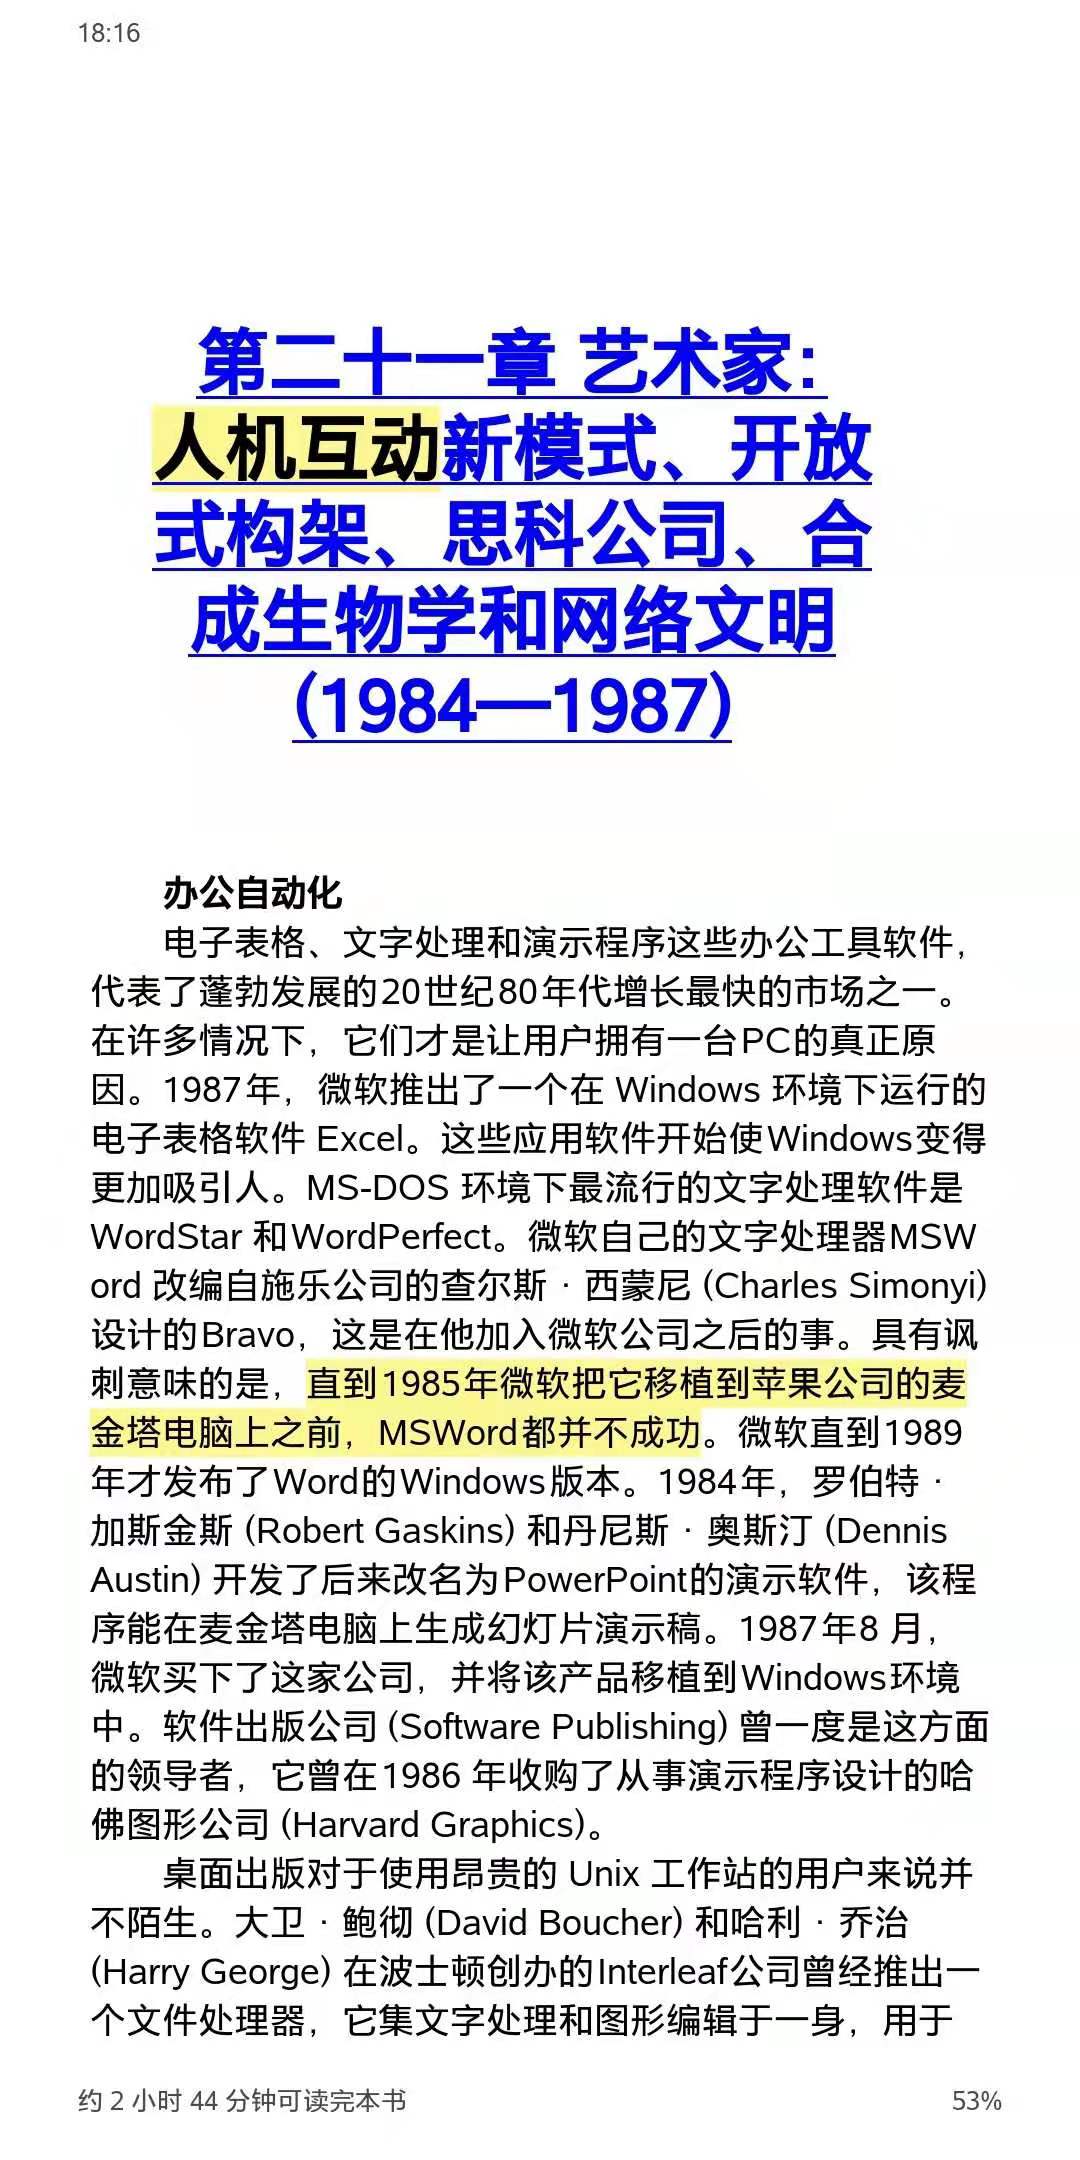 18:16
第二十一章 艺术家：
人机互动新模式、开放
式构架、思科公司、合
成生物学和网络文明
（1984—1987）
办公自动化
电子表格、文字处理和演示程序这些办公工具软件，
代表了蓬勃发展的20世纪80年代增长最快的市场之一。
在许多情况下，它们才是让用户拥有一台PC的真正原
因。1987年，微软推出了一个在 Windows 环境下运行的
电子表格软件 Excel。这些应用软件开始使Windows变得
更加吸引人。MS-DOS 环境下最流行的文字处理软件是
WordStar 和WordPerfect。微软自己的文字处理器MSW
ord 改编自施乐公司的查尔斯·西蒙尼 (Charles Simonyi)
设计的Bravo，这是在他加入微软公司之后的事。具有讽
刺意味的是，直到1985年微软把它移植到苹果公司的麦
金塔电脑上之前，MSWord都并不成功。微软直到1989
年才发布了Word的Windows版本。1984年，罗伯特·
加斯金斯 (Robert Gaskins) 和丹尼斯·奥斯汀 (Dennis
Austin) 开发了后来改名为PowerPoint的演示软件，该程
序能在麦金塔电脑上生成幻灯片演示稿。1987年8 月，
微软买下了这家公司，并将该产品移植到Windows环境
中。软件出版公司 (Software Publishing) 曾一度是这方面
的领导者，它曾在1986 年收购了从事演示程序设计的哈
佛图形公司 (Harvard Graphics)。
桌面出版对于使用昂贵的 Unix 工作站的用户来说并
不陌生。大卫·鲍彻 (David Boucher) 和哈利·乔治
(Harry George) 在波士顿创办的Interleaf公司曾经推出一
个文件处理器，它集文字处理和图形编辑于一身，用于
约 2 小时 44 分钟可读完本书
53%